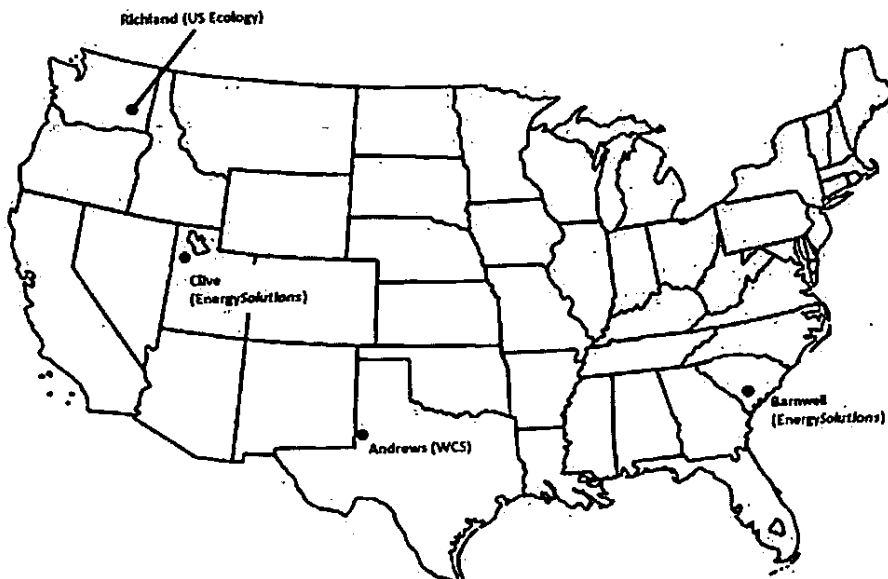 Richland (US Ecology)
Clive
(EnergySolutions)
Andrews (WCS)
Barnwell
(EnergySolutions)